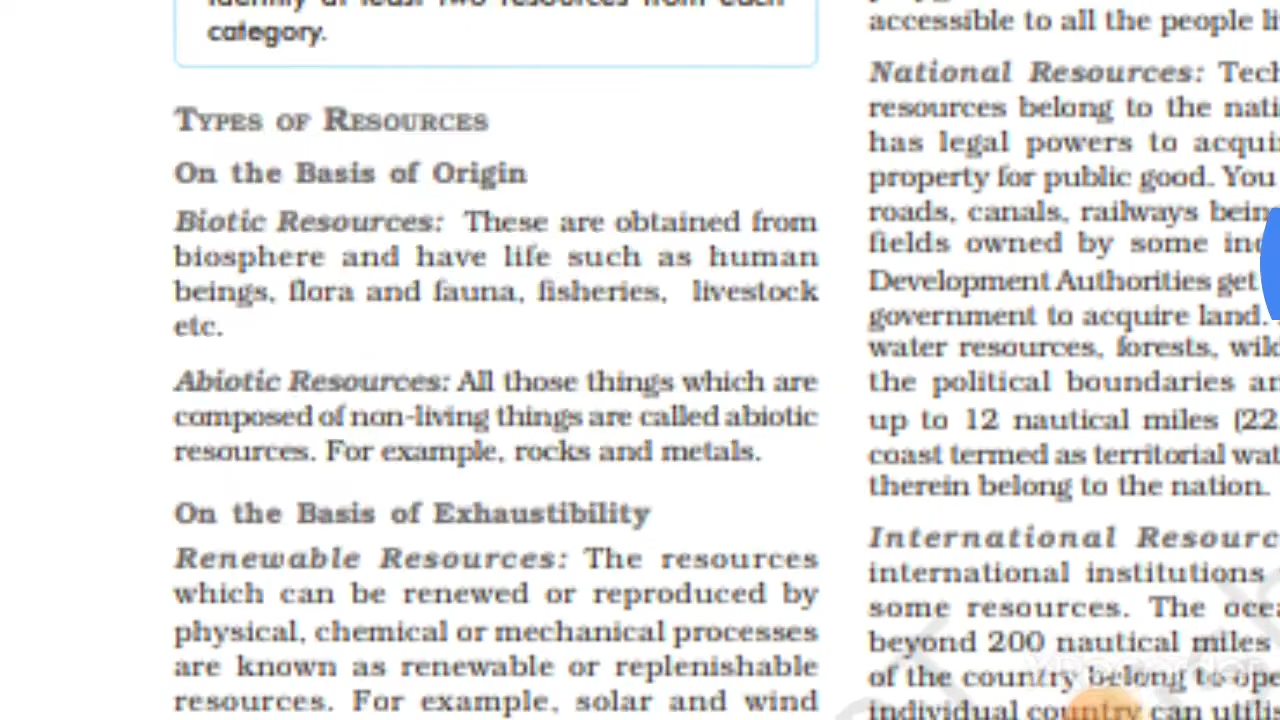 identify at least two resources from each
category.
TYPES OF RESOURCES
On the Basis of Origin
Biotic Resources: These are obtained from
biosphere and have life such as human
beings, flora and fauna, fisheries, livestock
etc.
Abiotic Resources: All those things which are
composed of non-living things are called abiotic
resources. For example, rocks and metals.
On the Basis of Exhaustibility
Renewable Resources: The resources
which can be renewed or reproduced by
physical, chemical or mechanical processes
are known as renewable or replenishable
resources. For example, solar and wind
accessible to all the people
National Resources:
resources belong to the
has legal powers to
property for public good. You
roads, canals, railways
fields owned by some
Development Authorities get
government to acquire land.
water resources, forests,
the political boundaries
up to 12 nautical miles (22
coast termed as territorial
therein belong to the nation.
International
international institutions
some resources. The
beyond 200 nautical miles
of the country belong to
individual country can